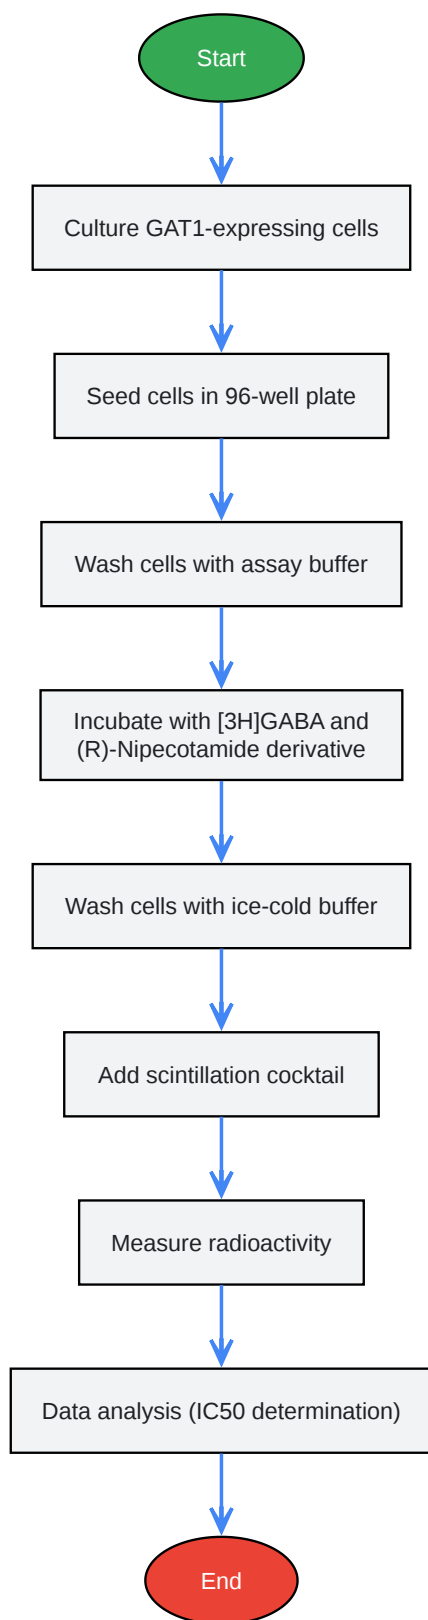 Start
Culture GAT1-expressing cells
Seed cells in 96-well plate
Wash cells with assay buffer
Incubate with [3H]GABA and
(R)-Nipecotamide derivative
Wash cells with ice-cold buffer
Add scintillation cocktail
Measure radioactivity
Data analysis (IC50 determination)
End